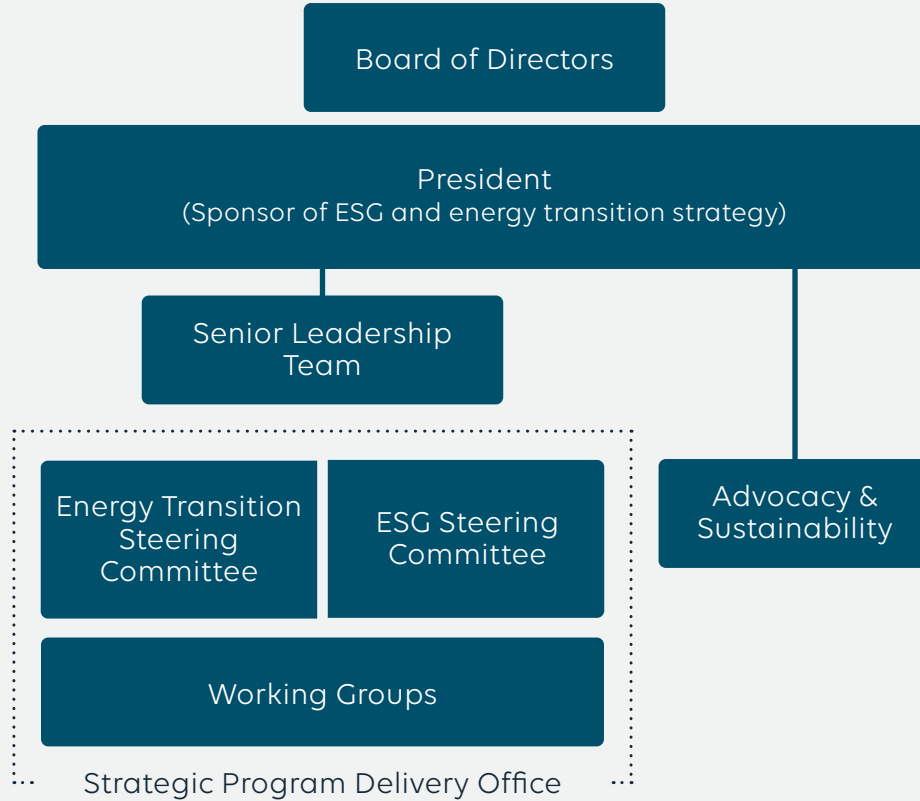 Board of Directors
President
(Sponsor of ESG and energy transition strategy)
Senior Leadership
Team
Energy Transition
Steering
Committee
ESG Steering
Committee
Advocacy &
Sustainability
Working Groups
Strategic Program Delivery Office